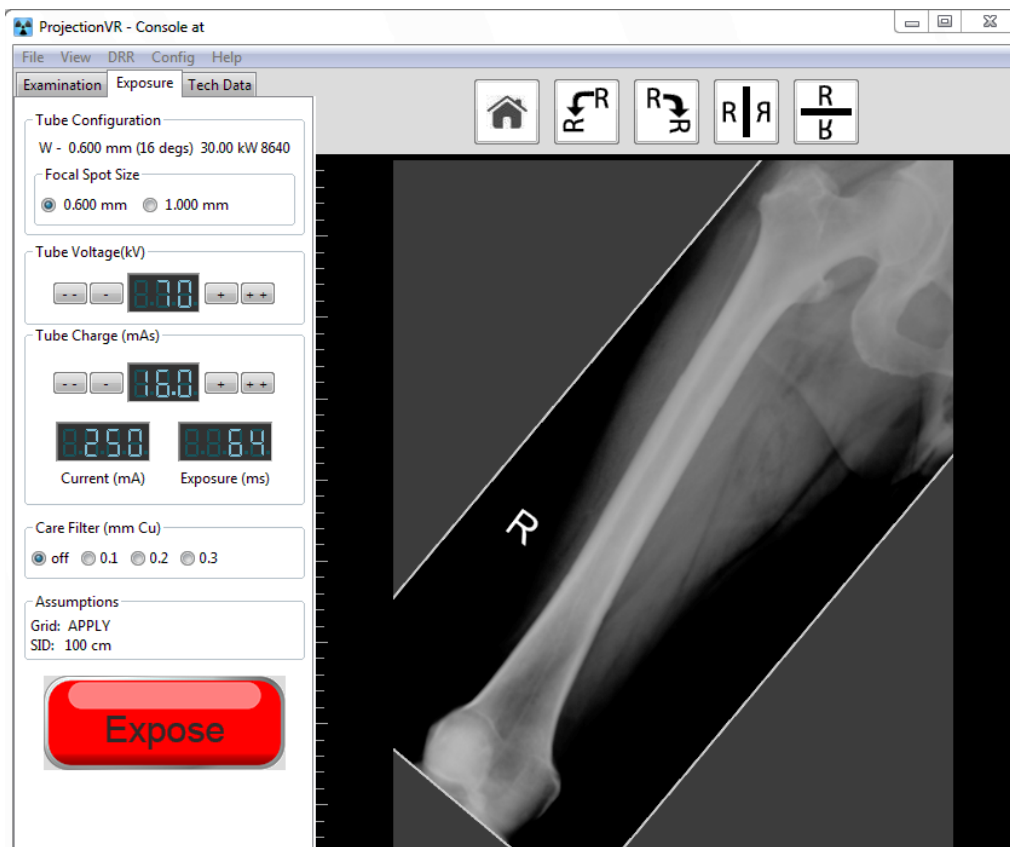 ProjectionVR - Console at
File View DRR Config Help
Examination Exposure Tech Data
Tube Configuration
W - 0.600 mm (16 degs) 30.00 kW 8640
Focal Spot Size
0.600 mm 1.000 mm
Tube Voltage(kV)
- - - 70 + + +
Tube Charge (mAs)
- - - 16.0 + + +
250 64
Current (mA) Exposure (ms)
Care Filter (mm Cu)
off 0.1 0.2 0.3
Assumptions
Grid: APPLY
SID: 100 cm
Expose
R R
R R
R R
R
R
R